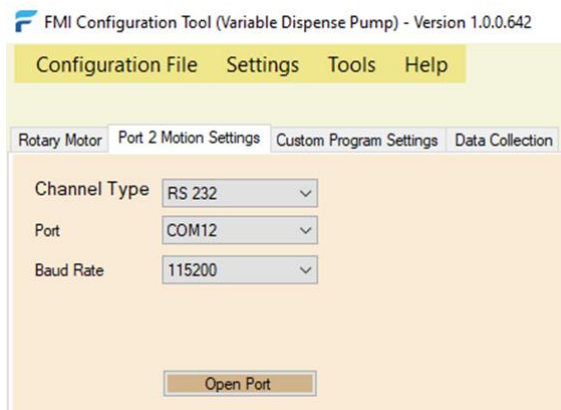 FMI Configuration Tool (Variable Dispense Pump) - Version 1.0.0.642
Configuration File Settings Tools Help
Rotary Motor Port 2 Motion Settings Custom Program Settings Data Collection
Channel Type RS 232
Port COM12
Baud Rate 115200
Open Port